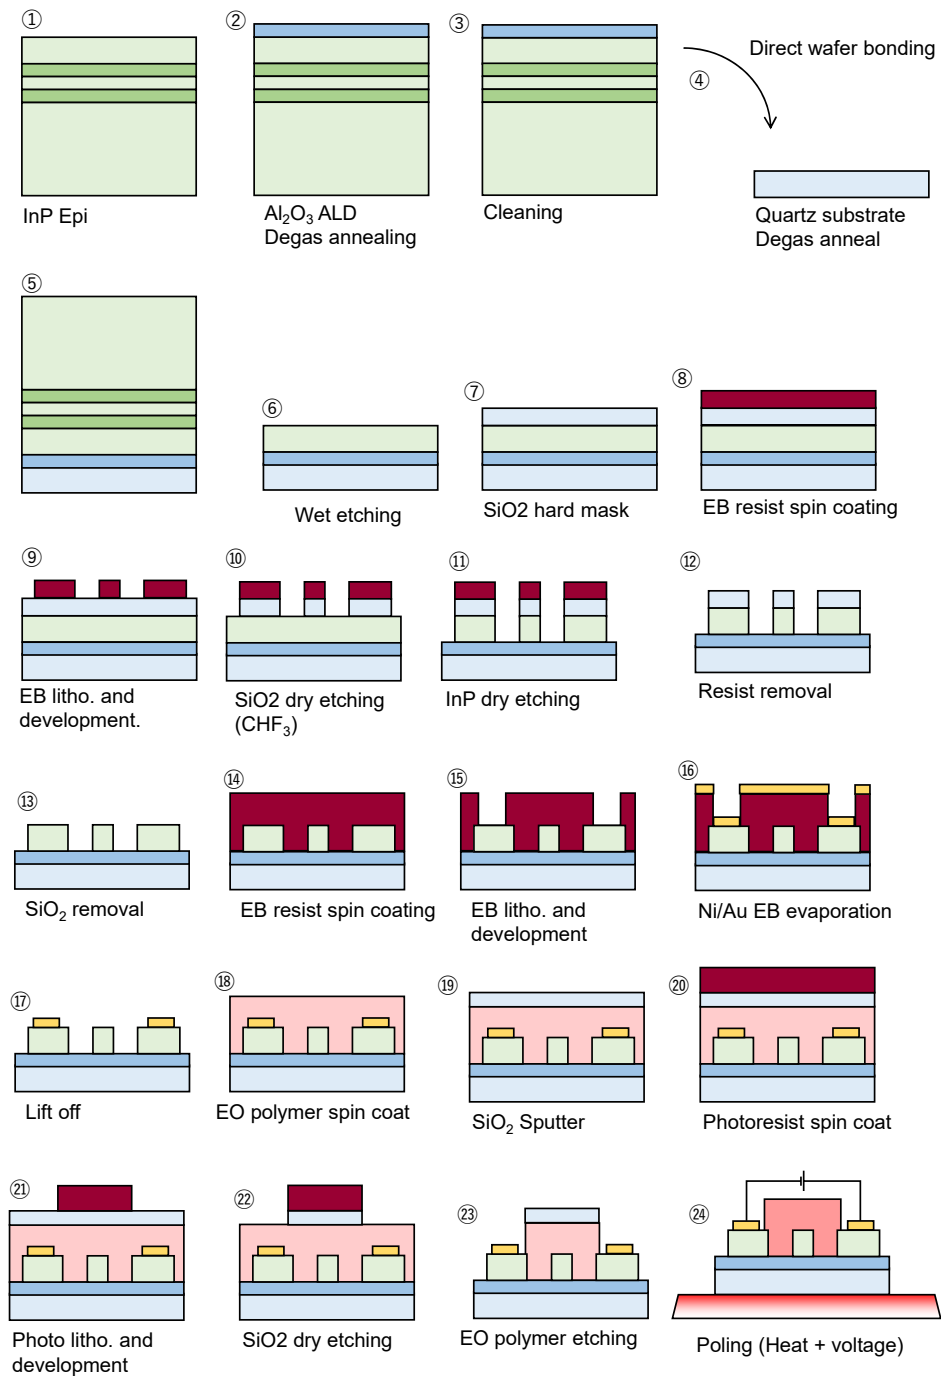 ①
InP Epi
②
Al₂O₃ ALD
Degas annealing
③
Cleaning
④
Direct wafer bonding
Quartz substrate
Degas anneal
⑤
⑥
Wet etching
⑦
SiO2 hard mask
⑧
EB resist spin coating
⑨
EB litho. and
development.
⑩
SiO2 dry etching
(CHF₃)
⑪
InP dry etching
⑫
Resist removal
⑬
SiO₂ removal
⑭
EB resist spin coating
⑮
EB litho. and
development
⑯
Ni/Au EB evaporation
⑰
Lift off
⑱
EO polymer spin coat
⑲
SiO₂ Sputter
⑳
Photoresist spin coat
㉑
Photo litho. and
development
㉒
SiO2 dry etching
㉓
EO polymer etching
㉔
Poling (Heat + voltage)